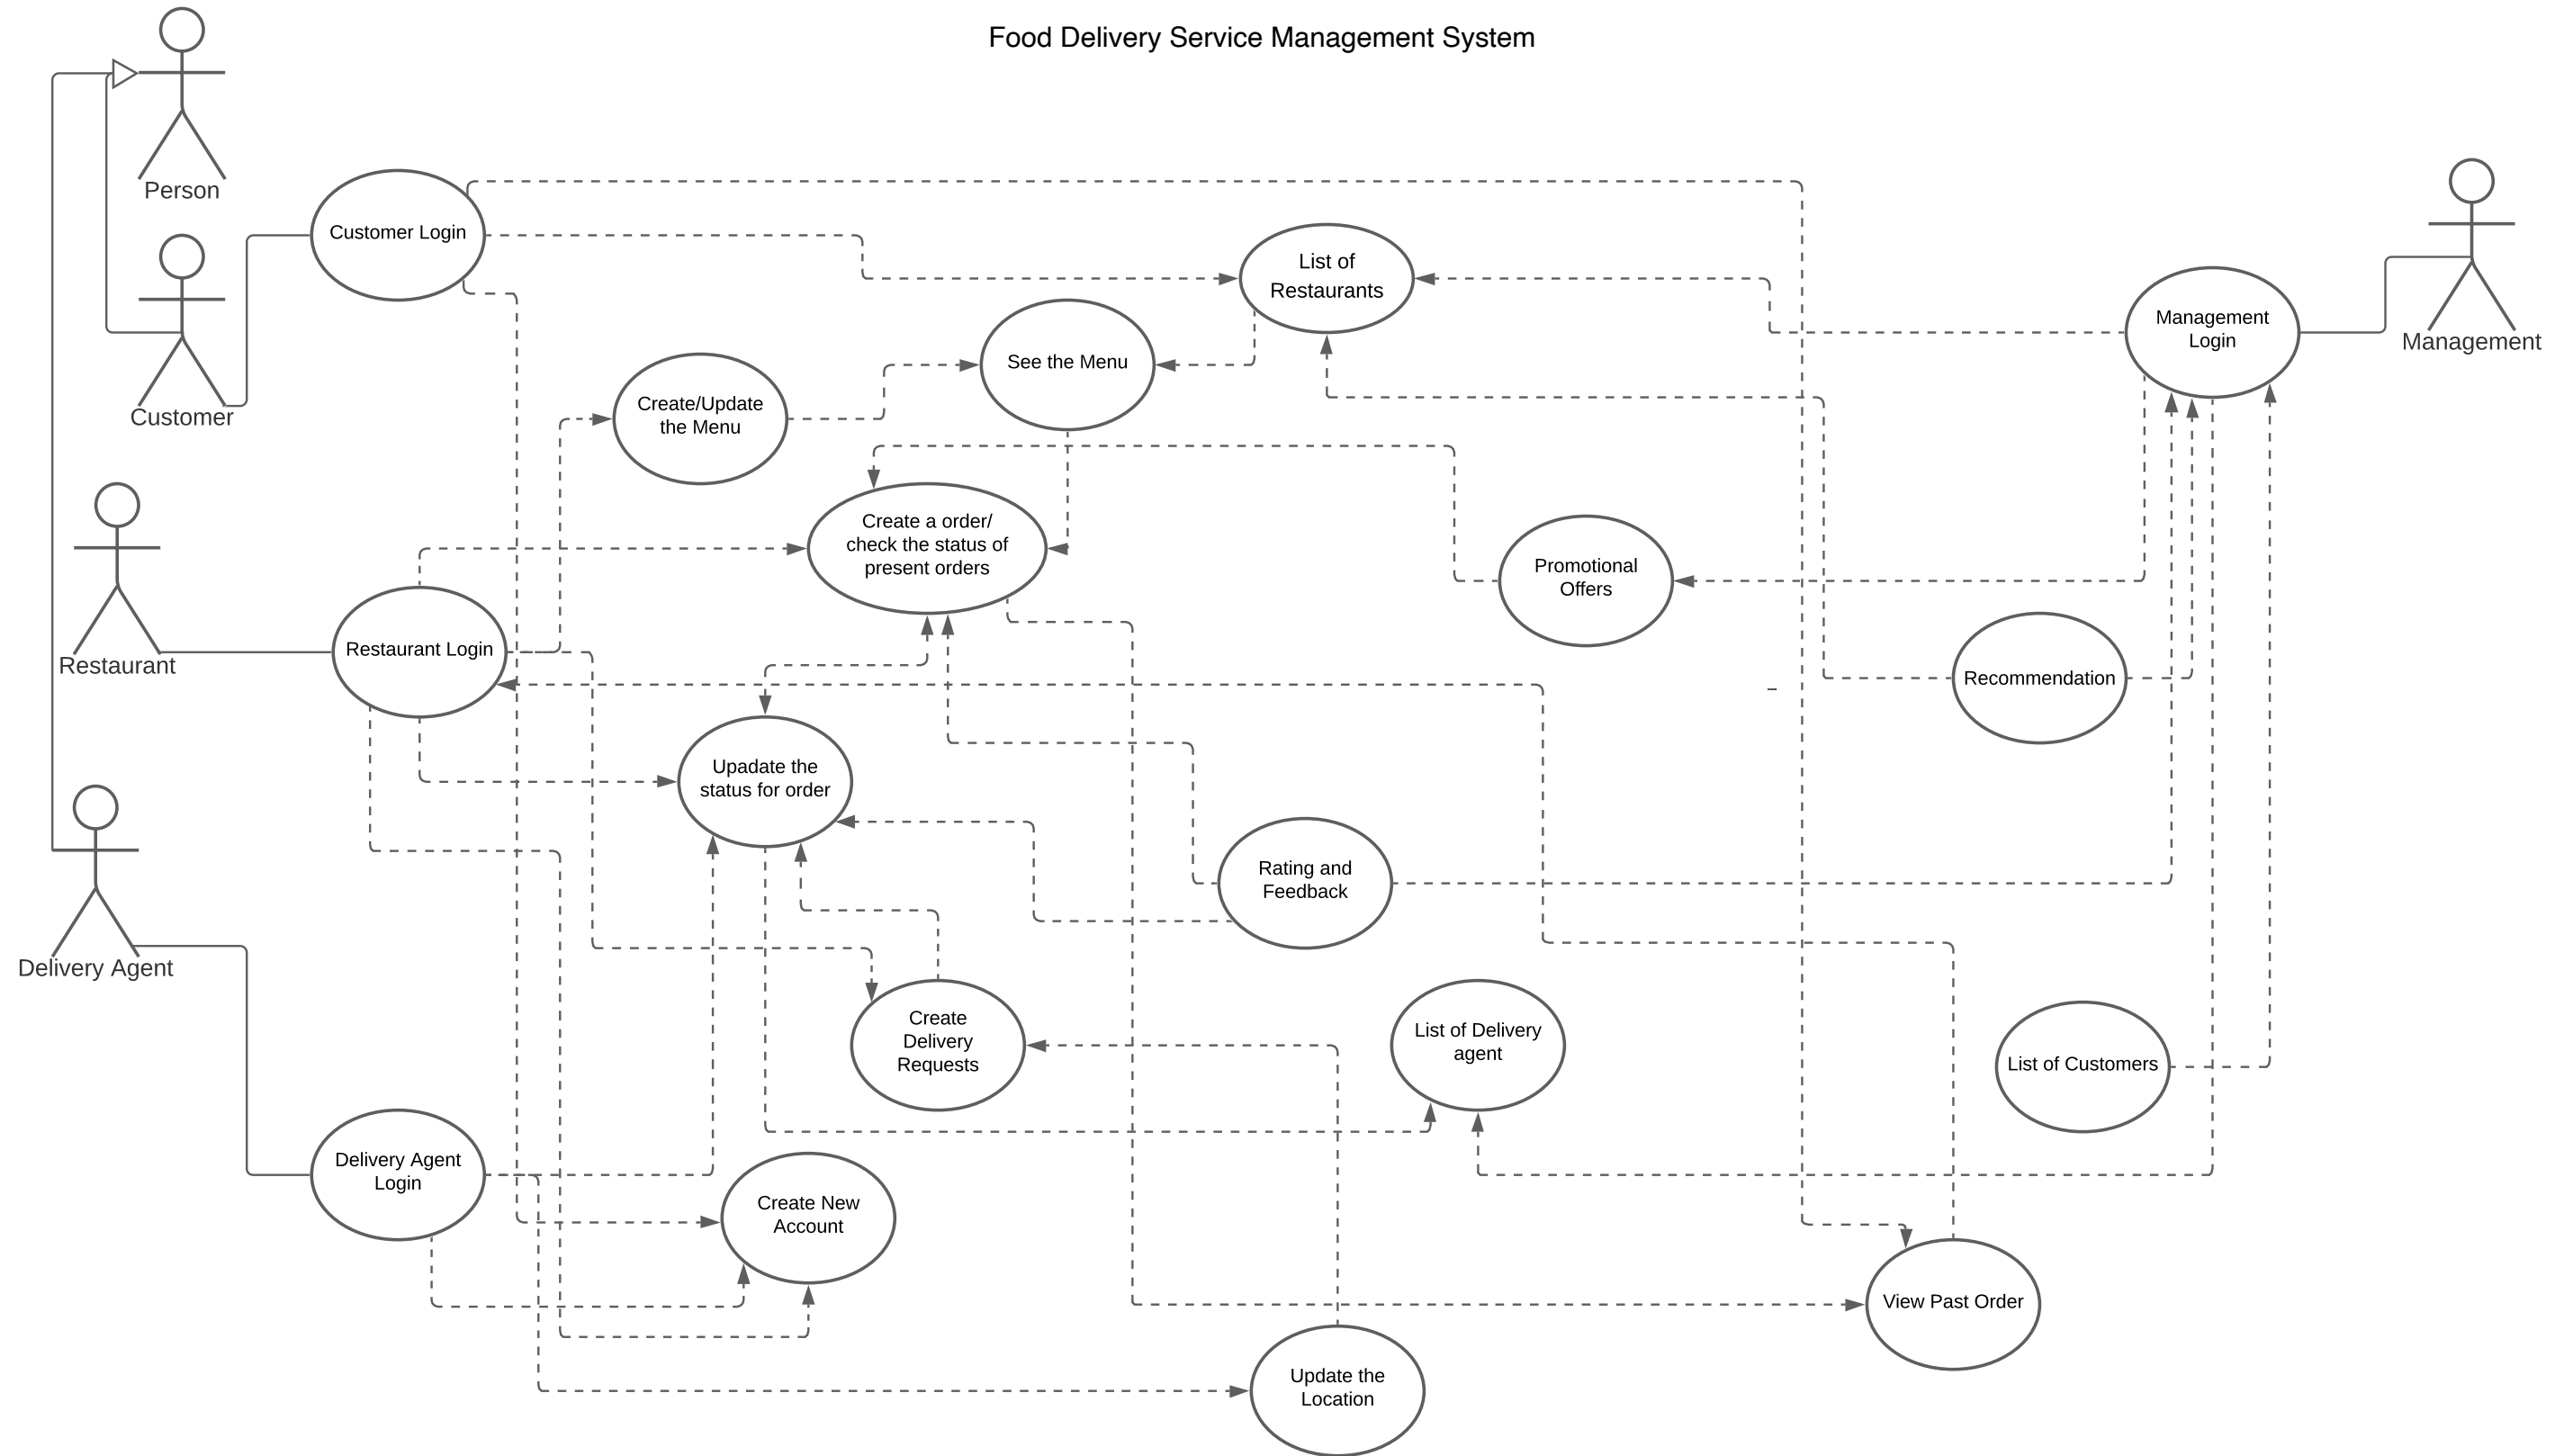 Food Delivery Service Management System
Person
Customer Login
Customer
List of
Restaurants
Management
Login
Management
See the Menu
Create/Update
the Menu
Create a order/
check the status of
present orders
Promotional
Offers
Restaurant Login
Restaurant
Recommendation
Upadate the
status for order
Rating and
Feedback
Delivery Agent
Create
Delivery
Requests
List of Delivery
agent
List of Customers
Delivery Agent
Login
Create New
Account
View Past Order
Update the
Location